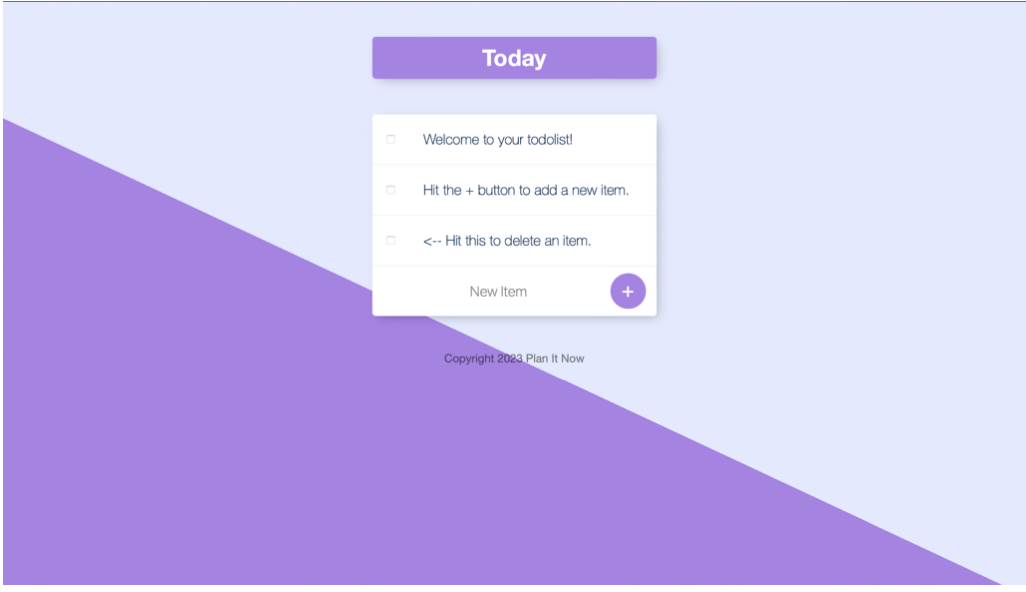 Today
Welcome to your todolist!
Hit the + button to add a new item.
<-- Hit this to delete an item.
New Item
+
Copyright 2023 Plan It Now